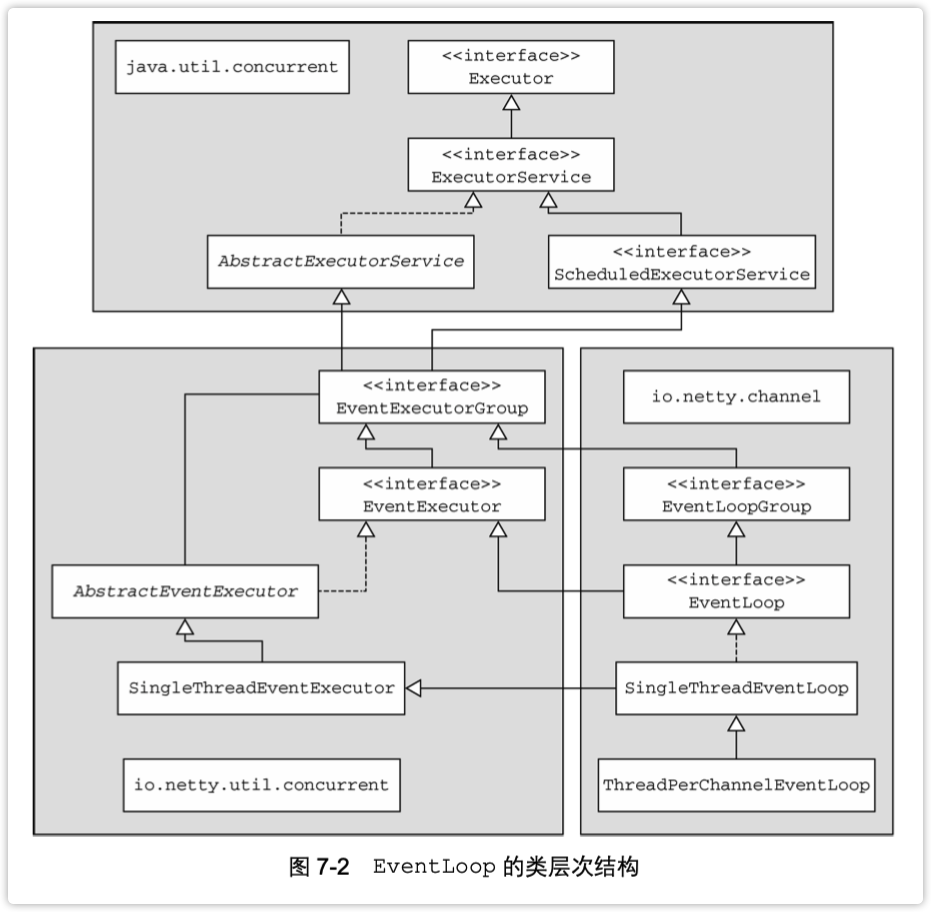 java.util.concurrent
<<interface>>
Executor
<<interface>>
ExecutorService
AbstractExecutorService
<<interface>>
ScheduledExecutorService
<<interface>>
EventExecutorGroup
io.netty.channel
<<interface>>
EventExecutor
<<interface>>
EventLoopGroup
AbstractEventExecutor
<<interface>>
EventLoop
SingleThreadEventExecutor
SingleThreadEventLoop
io.netty.util.concurrent
ThreadPerChannelEventLoop
图 7-2 EventLoop 的类层次结构